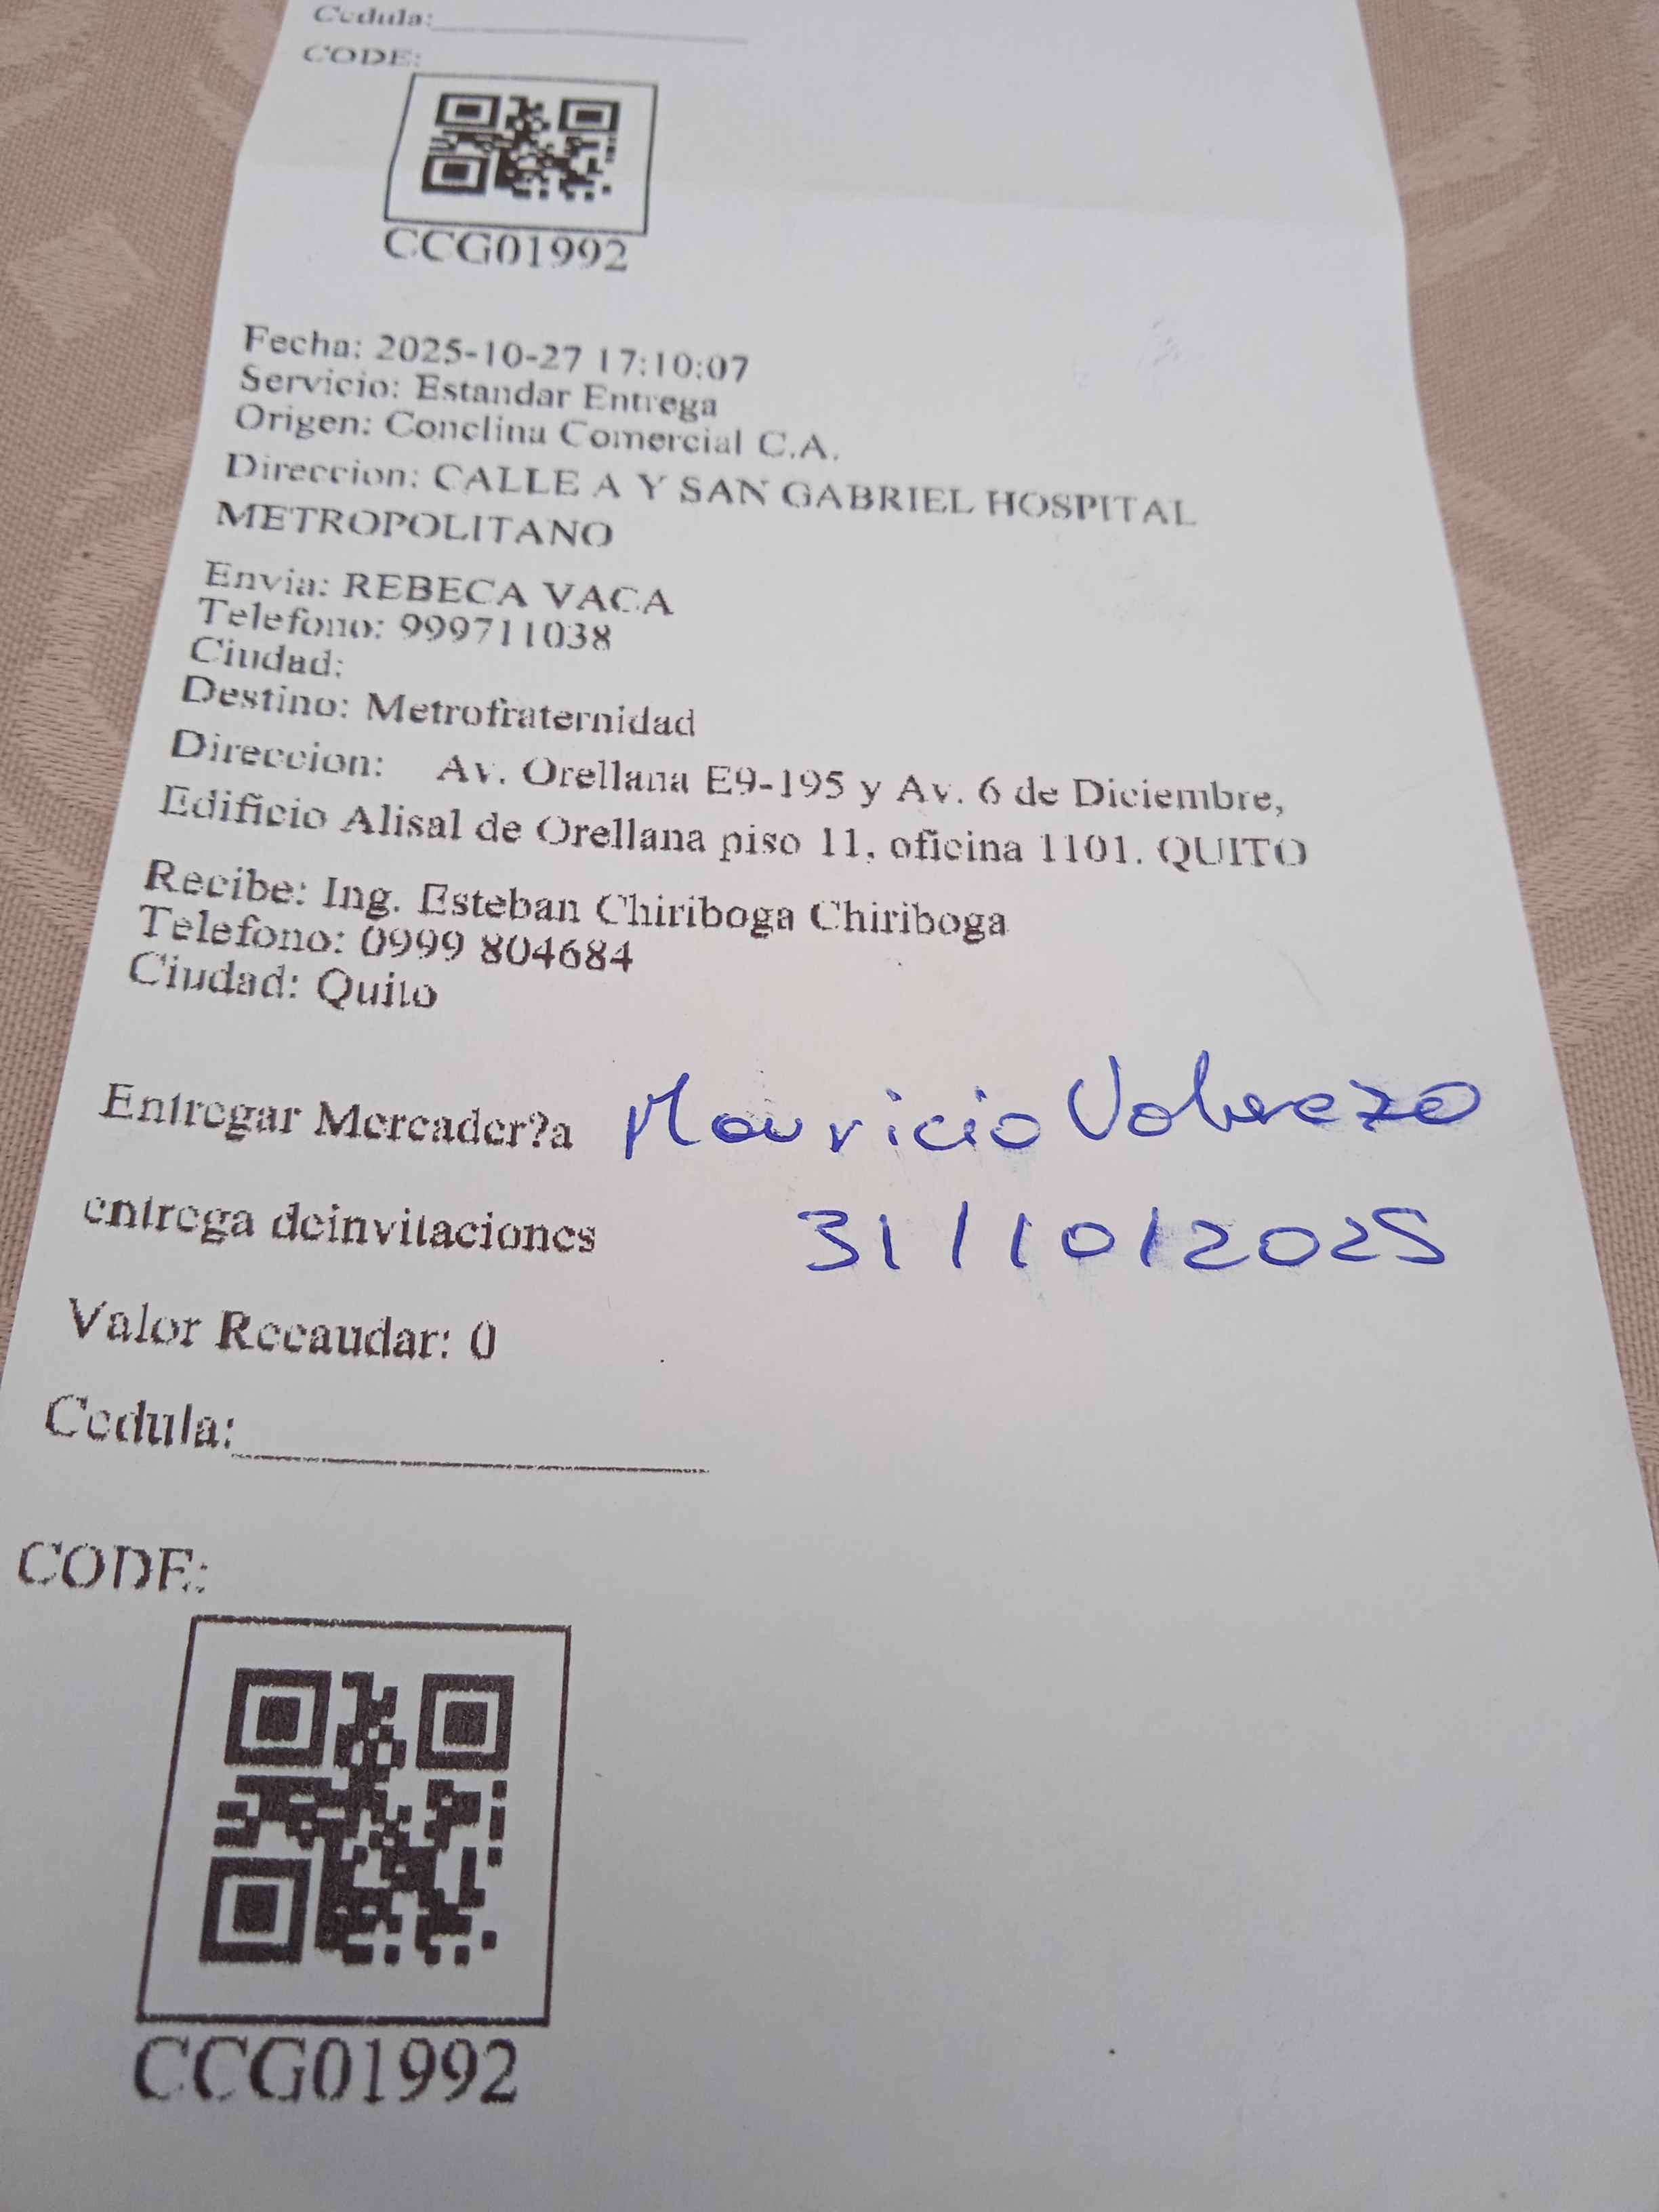 Cedula:
CODE:
CCG01992
Fecha: 2025-10-27 17:10:07
Servicio: Estandar Entrega
Origen: Conclina Comercial C.A.
Direccion: CALLE A Y SAN GABRIEL HOSPITAL
METROPOLITANO
Envia: REBECA VACA
Telefono: 999711038
Ciudad:
Destino: Metrofraternidad
Direccion: Av. Orellana E9-195 y Av. 6 de Diciembre,
Edificio Alisal de Orellana piso 11, oficina 1101. QUITO
Recibe: Ing. Esteban Chiriboga Chiriboga
Telefono: 0999 804684
Ciudad: Quito
Entregar Mercader?a Mauricio
entrega deinvitaciones 31/10/2025
Valor Recaudar: 0
Cedula:
CODE:
CCG01992